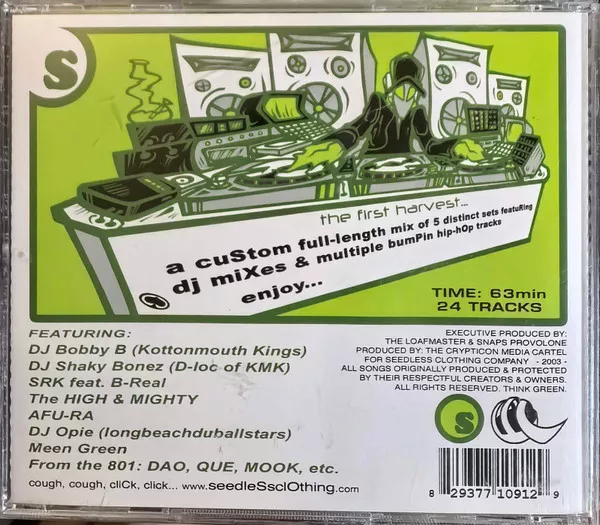 S
the first harvest...
a cuStom full-length mix of 5 distinct sets featuRing
dj miXes & multiple bumPin hip-hOp tracks
enjoy...
TIME: 63min
24 TRACKS
FEATURING:
DJ Bobby B (Kottonmouth Kings)
DJ Shaky Bonez (D-loc of KMK)
SRK feat. B-Real
The HIGH & MIGHTY
AFU-RA
DJ Opie (longbeachduballstars)
Meen Green
From the 801: DAO, QUE, MOOK, etc.
cough, cough, cliCk, click... www.seedleSsclOthing.com
EXECUTIVE PRODUCED BY:
THE LOAFMASTER & SNAPS PROVOLONE
PRODUCED BY: THE CRYPTICON MEDIA CARTEL
FOR SEEDLESS CLOTHING COMPANY - 2003 -
ALL SONGS ORIGINALLY PRODUCED & PROTECTED
BY THEIR RESPECTFUL CREATORS & OWNERS.
ALL RIGHTS RESERVED. THINK GREEN.
S
8 29377 10912 9